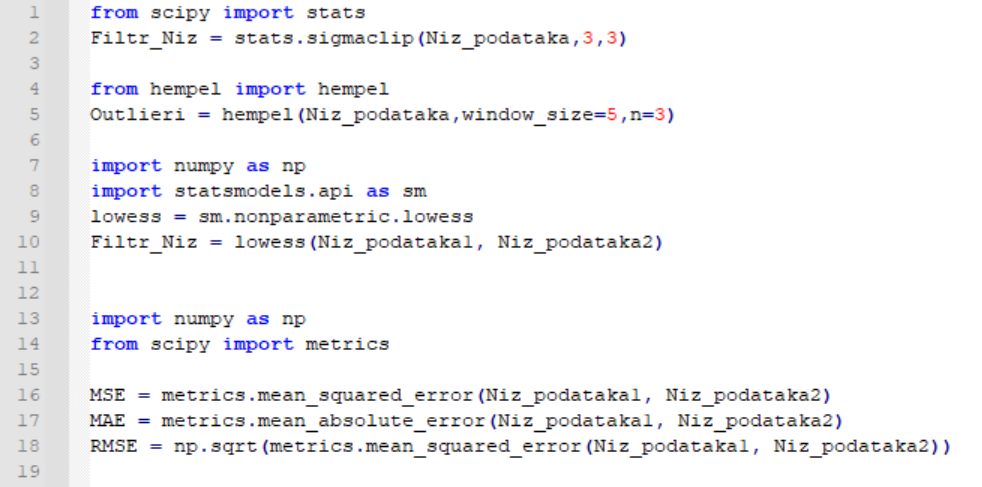 1 from scipy import stats
2 Filtr_Niz = stats.sigmaclip(Niz_podataka,3,3)
3
4 from hempel import hempel
5 Outlieri = hempel(Niz_podataka,window_size=5,n=3)
6
7 import numpy as np
8 import statsmodels.api as sm
9 lowess = sm.nonparametric.lowess
10 Filtr_Niz = lowess(Niz_podataka1, Niz_podataka2)
11
12
13 import numpy as np
14 from scipy import metrics
15
16 MSE = metrics.mean_squared_error(Niz_podataka1, Niz_podataka2)
17 MAE = metrics.mean_absolute_error(Niz_podataka1, Niz_podataka2)
18 RMSE = np.sqrt(metrics.mean_squared_error(Niz_podataka1, Niz_podataka2))
19